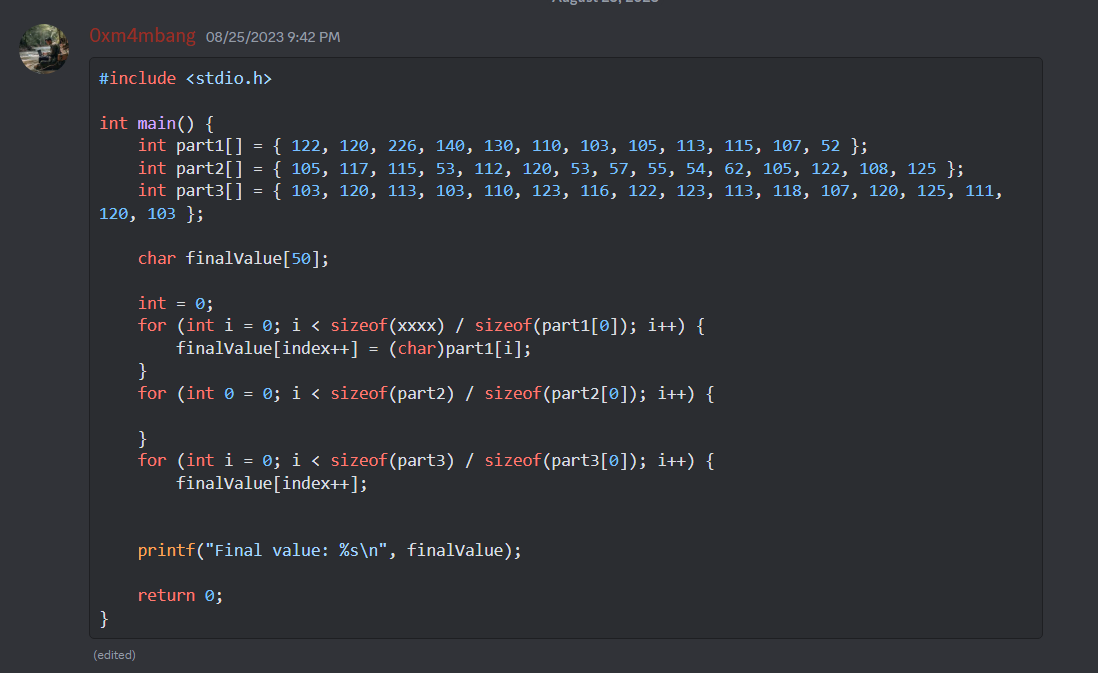 0xm4mbang 08/25/2023 9:42 PM
#include <stdio.h>
int main() {
int part1[] = { 122, 120, 226, 140, 130, 110, 103, 105, 113, 115, 107, 52 };
int part2[] = { 105, 117, 115, 53, 112, 120, 53, 57, 55, 54, 62, 105, 122, 108, 125 };
int part3[] = { 103, 120, 113, 103, 110, 123, 116, 122, 123, 113, 118, 107, 120, 125, 111,
120, 103 };
char finalValue[50];
int = 0;
for (int i = 0; i < sizeof(xxxx) / sizeof(part1[0]); i++) {
finalValue[index++] = (char)part1[i];
}
for (int 0 = 0; i < sizeof(part2) / sizeof(part2[0]); i++) {
}
for (int i = 0; i < sizeof(part3) / sizeof(part3[0]); i++) {
finalValue[index++];
printf("Final value: %s\n", finalValue);
return 0;
}
(edited)